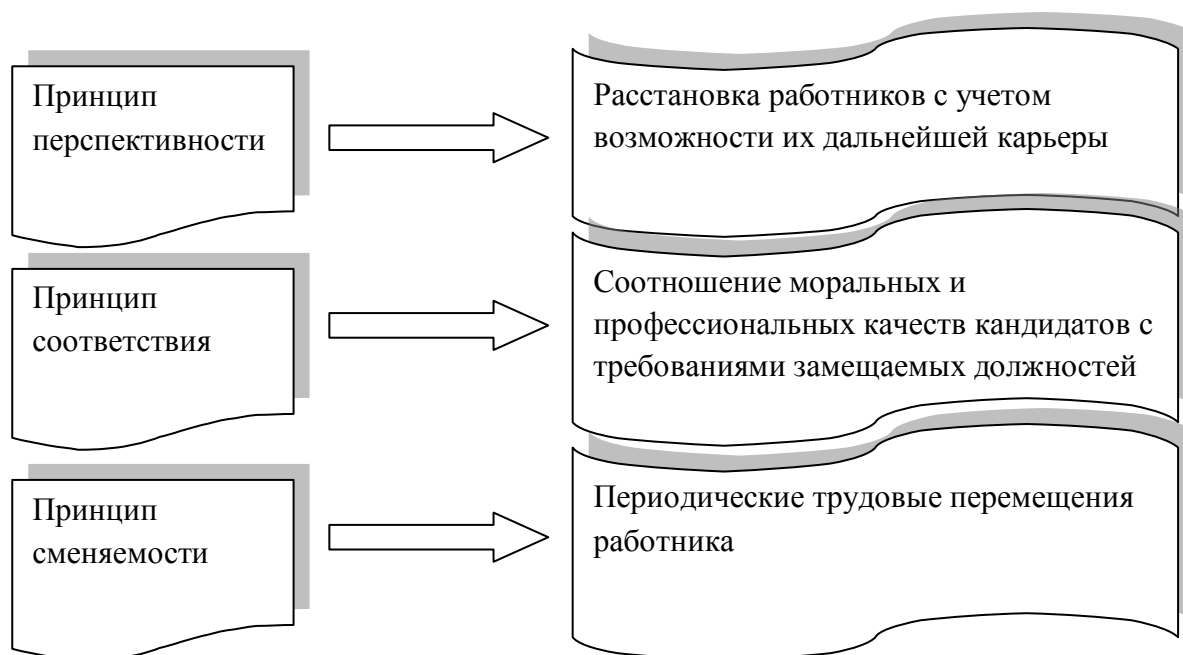 Принцип
перспективности
Расстановка работников с учетом
возможности их дальнейшей карьеры
Принцип
соответствия
Соотношение моральных и
профессиональных качеств кандидатов с
требованиями замещаемых должностей
Принцип
сменяемости
Периодические трудовые перемещения
работника